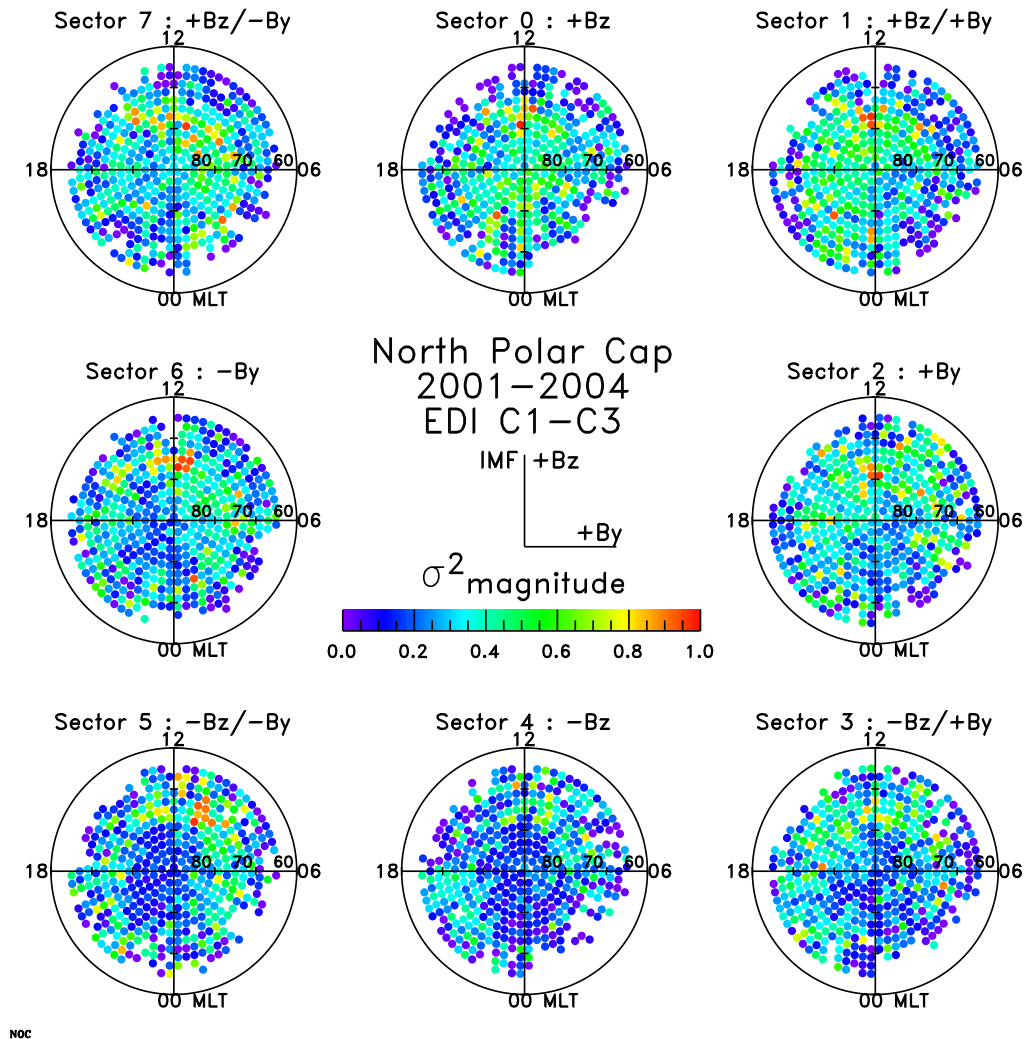 Sector 7 : +Bz/−By
Sector 0 : +Bz
Sector 1 : +Bz/+By
12
12
12
18 80 70 60 06
18 80 70 60 06
18 80 70 60 06
00 MLT
00 MLT
00 MLT
North Polar Cap
2001−2004
EDI C1−C3
Sector 6 : −By
Sector 2 : +By
12
12
IMF +Bz
18 80 70 60 06
18 80 70 60 06
+By
σ² magnitude
00 MLT
00 MLT
0.0 0.2 0.4 0.6 0.8 1.0
Sector 5 : −Bz/−By
Sector 4 : −Bz
Sector 3 : −Bz/+By
12
12
12
18 80 70 60 06
18 80 70 60 06
18 80 70 60 06
00 MLT
00 MLT
00 MLT
NOC